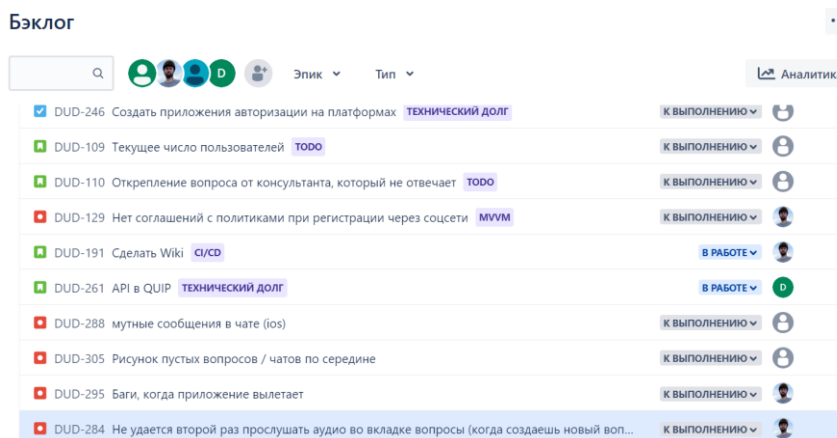 Бэклог
D
Эпик
Тип
Аналитик
DUD-246 Создать приложения авторизации на платформах ТЕХНИЧЕСКИЙ ДОЛГ К ВЫПОЛНЕНИЮ
DUD-109 Текущее число пользователей TODO К ВЫПОЛНЕНИЮ
DUD-110 Открепление вопроса от консультанта, который не отвечает TODO К ВЫПОЛНЕНИЮ
DUD-129 Нет соглашений с политиками при регистрации через соцсети MVVM К ВЫПОЛНЕНИЮ
DUD-191 Сделать Wiki CI/CD В РАБОТЕ
DUD-261 API в QUIP ТЕХНИЧЕСКИЙ ДОЛГ В РАБОТЕ D
DUD-288 мутные сообщения в чате (ios) К ВЫПОЛНЕНИЮ
DUD-305 Рисунок пустых вопросов / чатов по середине К ВЫПОЛНЕНИЮ
DUD-295 Баги, когда приложение вылетает К ВЫПОЛНЕНИЮ
DUD-284 Не удается второй раз прослушать аудио во вкладке вопросы (когда создаешь новый воп... К ВЫПОЛНЕНИЮ